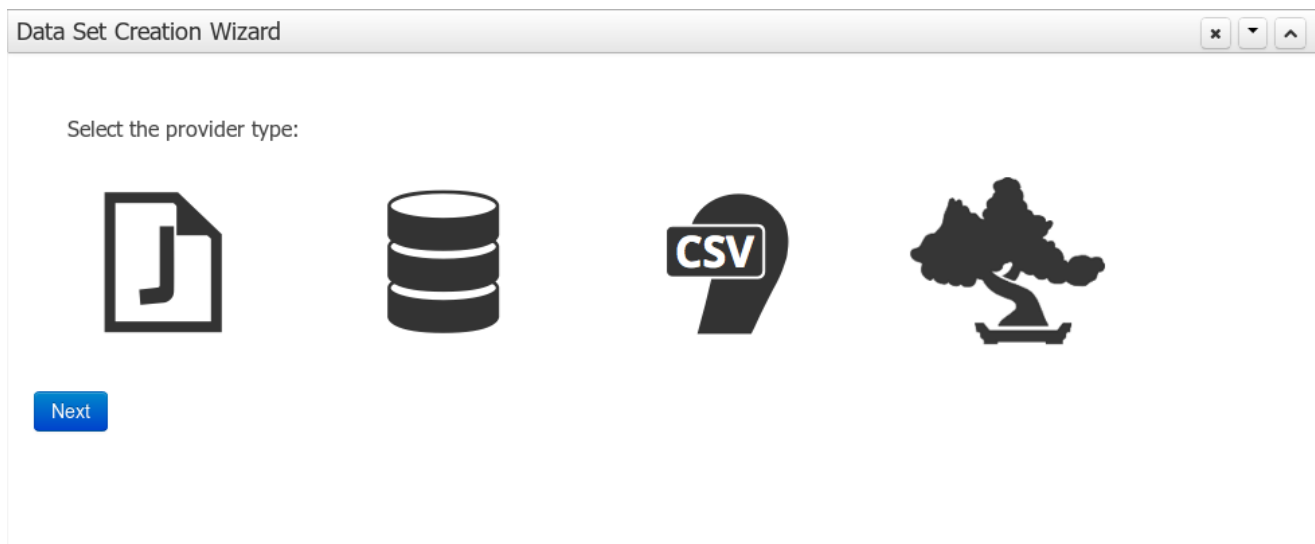 Data Set Creation Wizard
Select the provider type:
J
CSV
Next